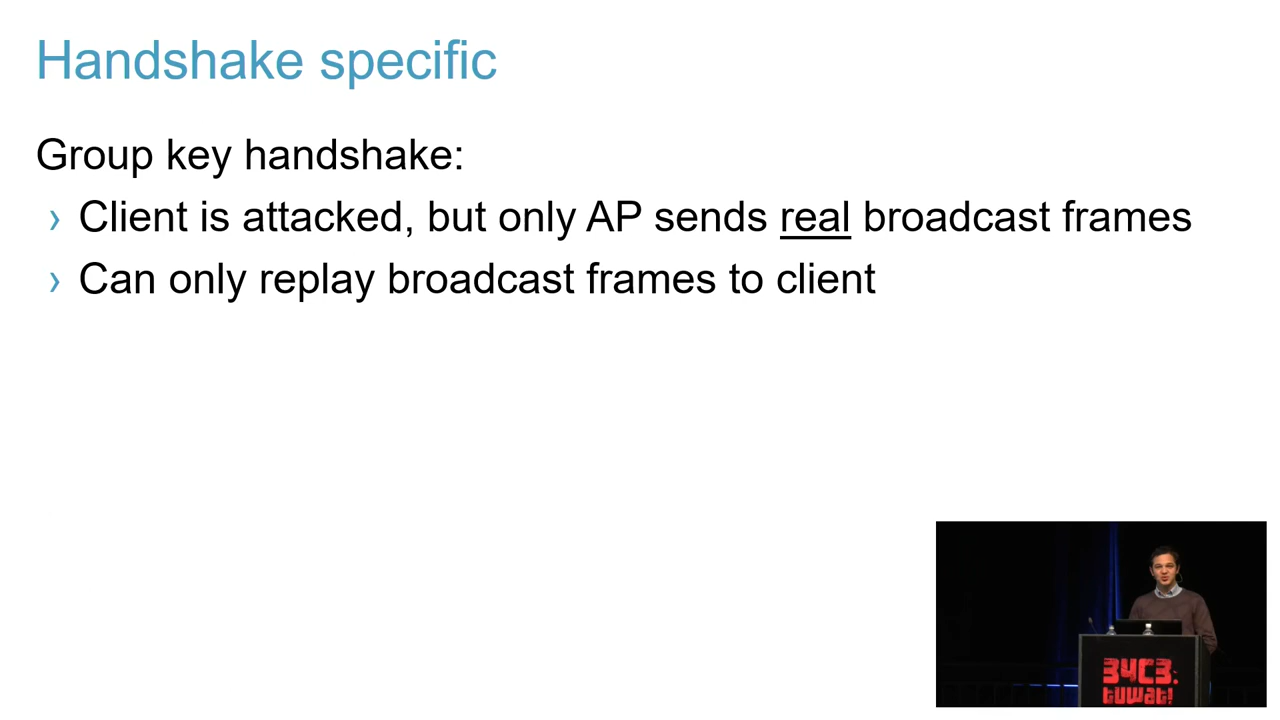 Handshake specific
Group key handshake:
› Client is attacked, but only AP sends real broadcast frames
› Can only replay broadcast frames to client
34C3:
tuwat!